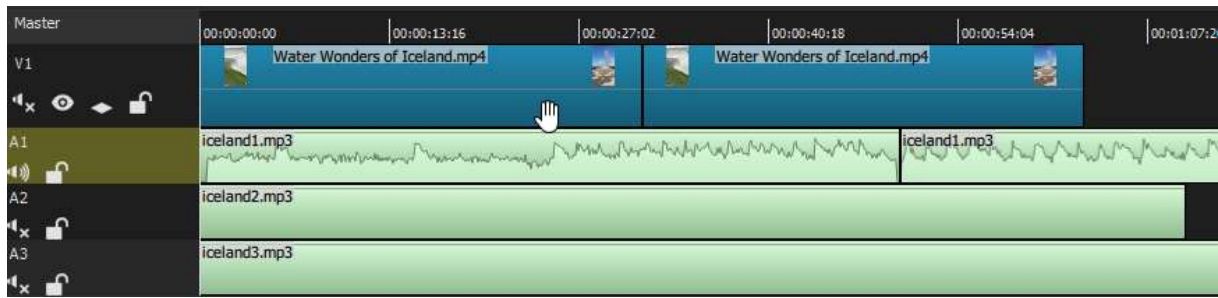 Master
00:00:00:00 00:00:13:16 00:00:27:02 00:00:40:18 00:00:54:04
V1
Water Wonders of Iceland.mp4 Water Wonders of Iceland.mp4
A1
iceland1.mp3 iceland1.mp3
A2
iceland2.mp3
A3
iceland3.mp3